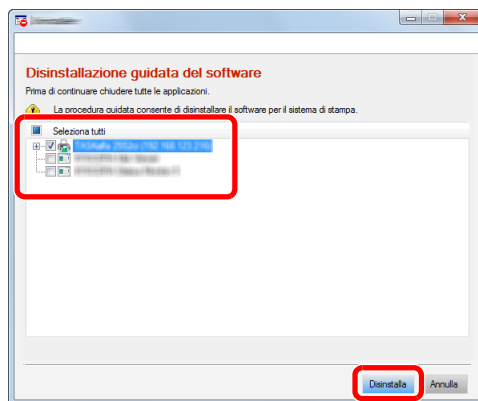 Disinstallazione guidata del software
Prima di continuare chiudere tutte le applicazioni.
La procedura guidata consente di disinstallare il software per il sistema di stampa.
Seleziona tutti
Disinstalla
Annulla